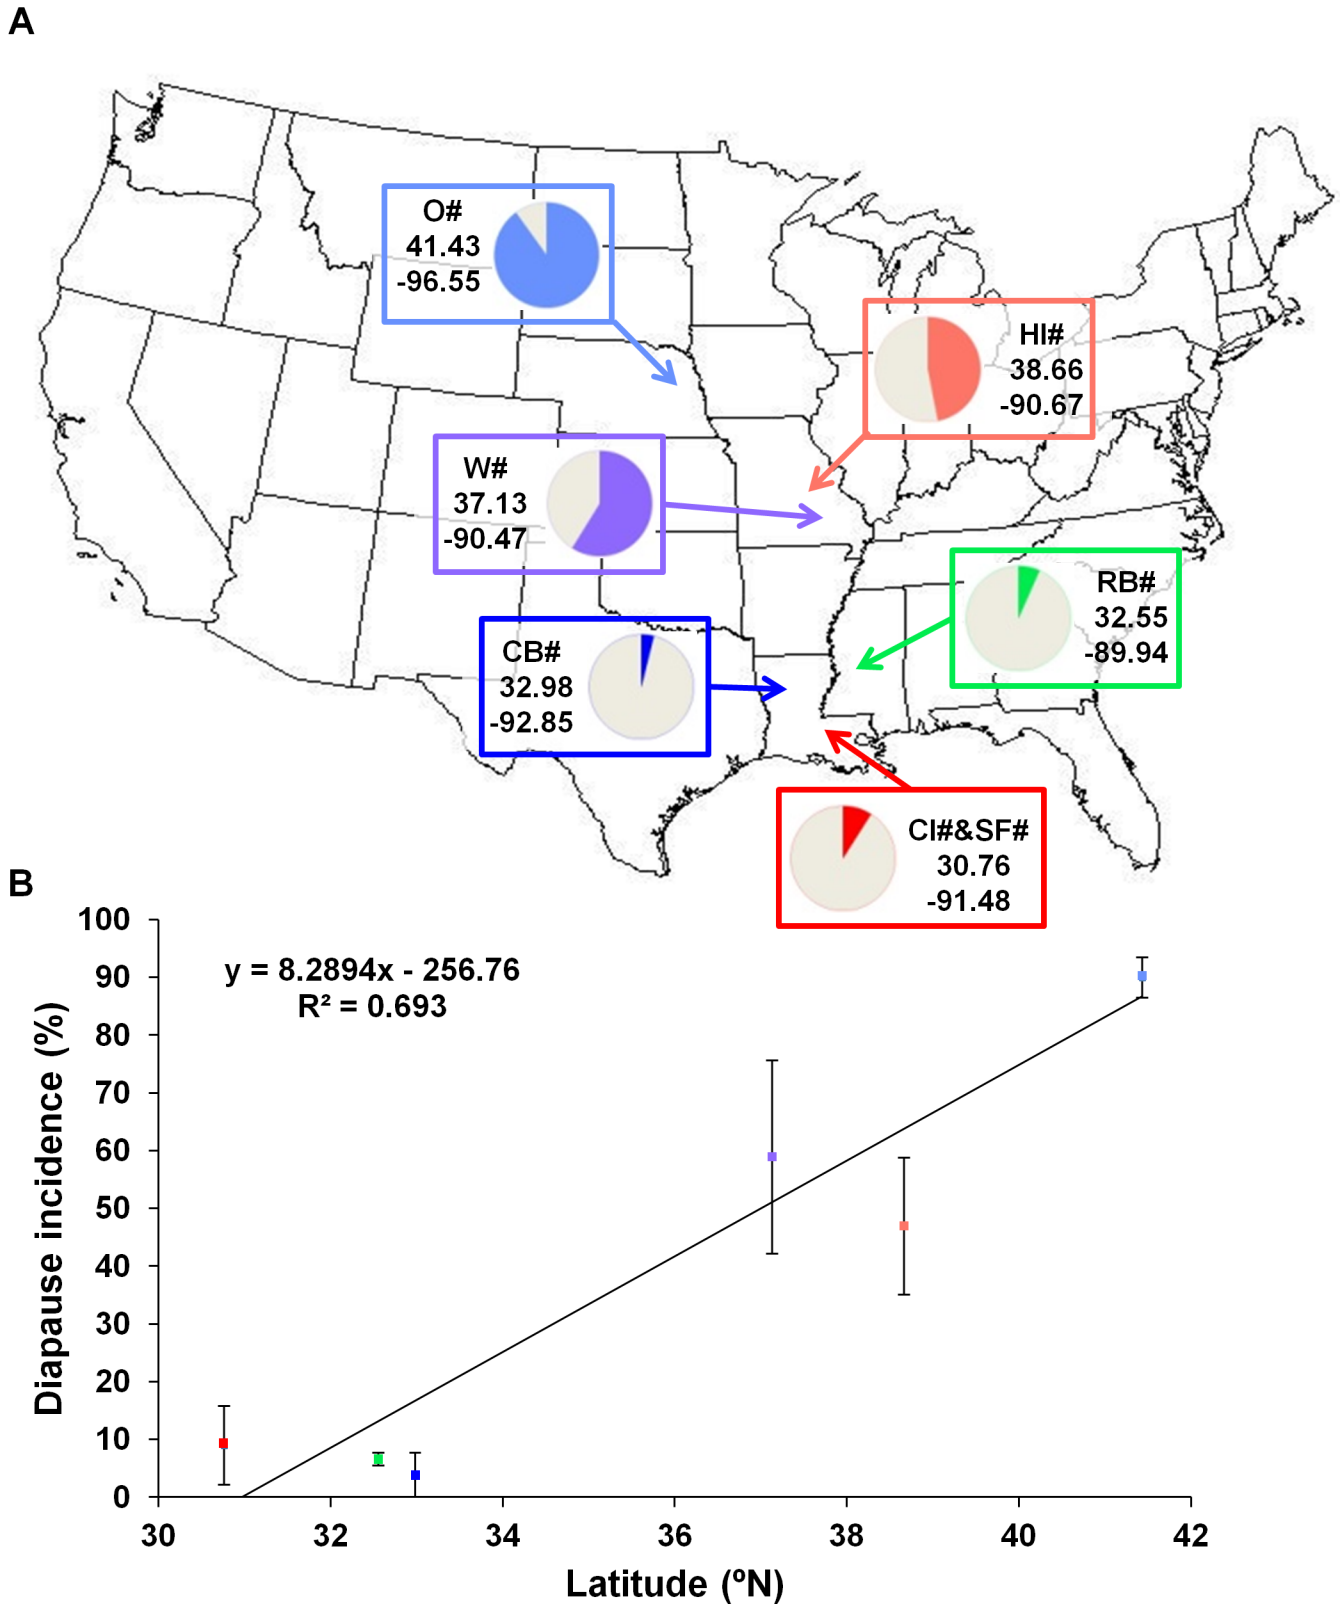 A
O#
41.43
-96.55
HI#
38.66
-90.67
W#
37.13
-90.47
RB#
32.55
-89.94
CB#
32.98
-92.85
CI#&SF#
30.76
-91.48
B
y = 8.2894x - 256.76
R² = 0.693
100
90
80
70
60
50
40
30
20
10
0
Diapause incidence (%)
30 32 34 36 38 40 42
Latitude (ºN)